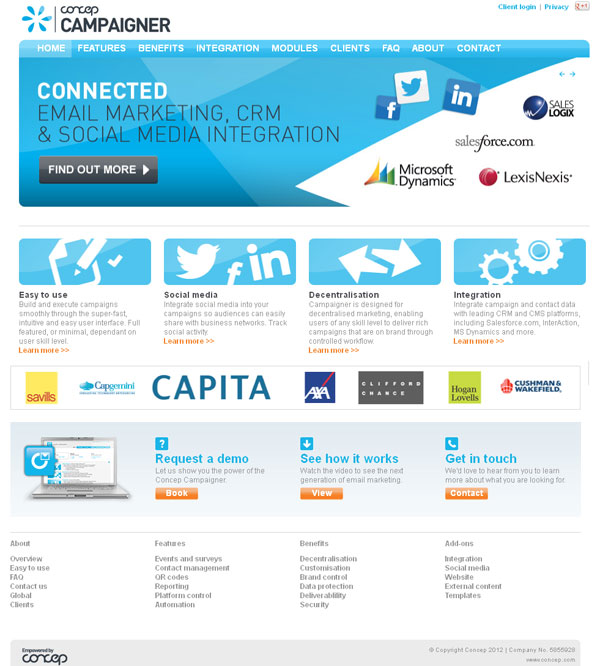 Client login | Privacy g+1
concep
CAMPAIGNER
HOME FEATURES BENEFITS INTEGRATION MODULES CLIENTS FAQ ABOUT CONTACT
CONNECTED
EMAIL MARKETING, CRM
& SOCIAL MEDIA INTEGRATION
FIND OUT MORE
f
in
SALES
LOGIX
salesforce.com
Microsoft
Dynamics
LexisNexis
f in
Easy to use
Build and execute campaigns
smoothly through the super-fast,
intuitive and easy user interface. Full
featured, or minimal, dependant on
user skill level.
Learn more >>
Social media
Integrate social media into your
campaigns so audiences can easily
share with business networks. Track
social activity.
Learn more >>
Decentralisation
Campaigner is designed for
decentralised marketing, enabling
users of any skill level to deliver rich
campaigns that are on brand through
controlled workflow.
Learn more >>
Integration
Integrate campaign and contact data
with leading CRM and CMS platforms,
including Salesforce.com, InterAction,
MS Dynamics and more.
Learn more >>
savills
Capgemini
CAPITA
AXA
CLIFFORD
CHANCE
Hogan
Lovells
CUSHMAN &
WAKEFIELD
?
Request a demo
Let us show you the power of the
Concep Campaigner.
Book
See how it works
Watch the video to see the next
generation of email marketing.
View
Get in touch
We'd love to hear from you to learn
more about what you are looking for.
Contact
About
Overview
Easy to use
FAQ
Contact us
Global
Clients
Features
Events and surveys
Contact management
QR codes
Reporting
Platform control
Automation
Benefits
Decentralisation
Customisation
Brand control
Data protection
Deliverability
Security
Add-ons
Integration
Social media
Website
External content
Templates
Empowered by
concep
© Copyright Concep 2012 | Company No. 5855928
www.concep.com